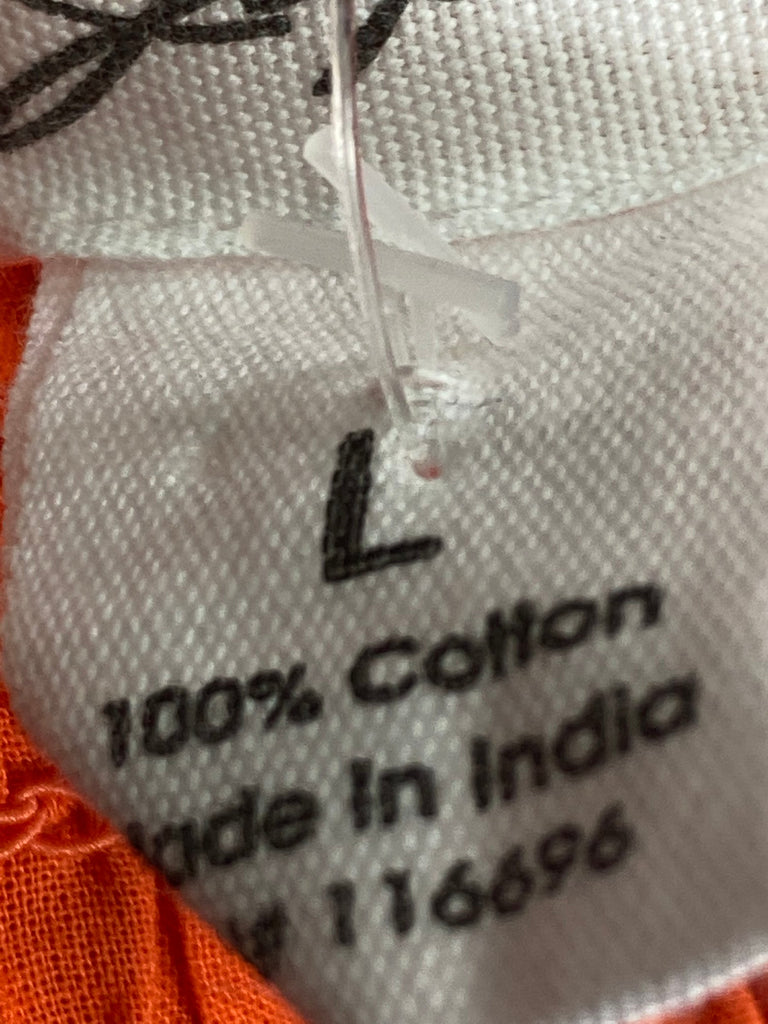 L
100% Cotton
ade In India
# 116696